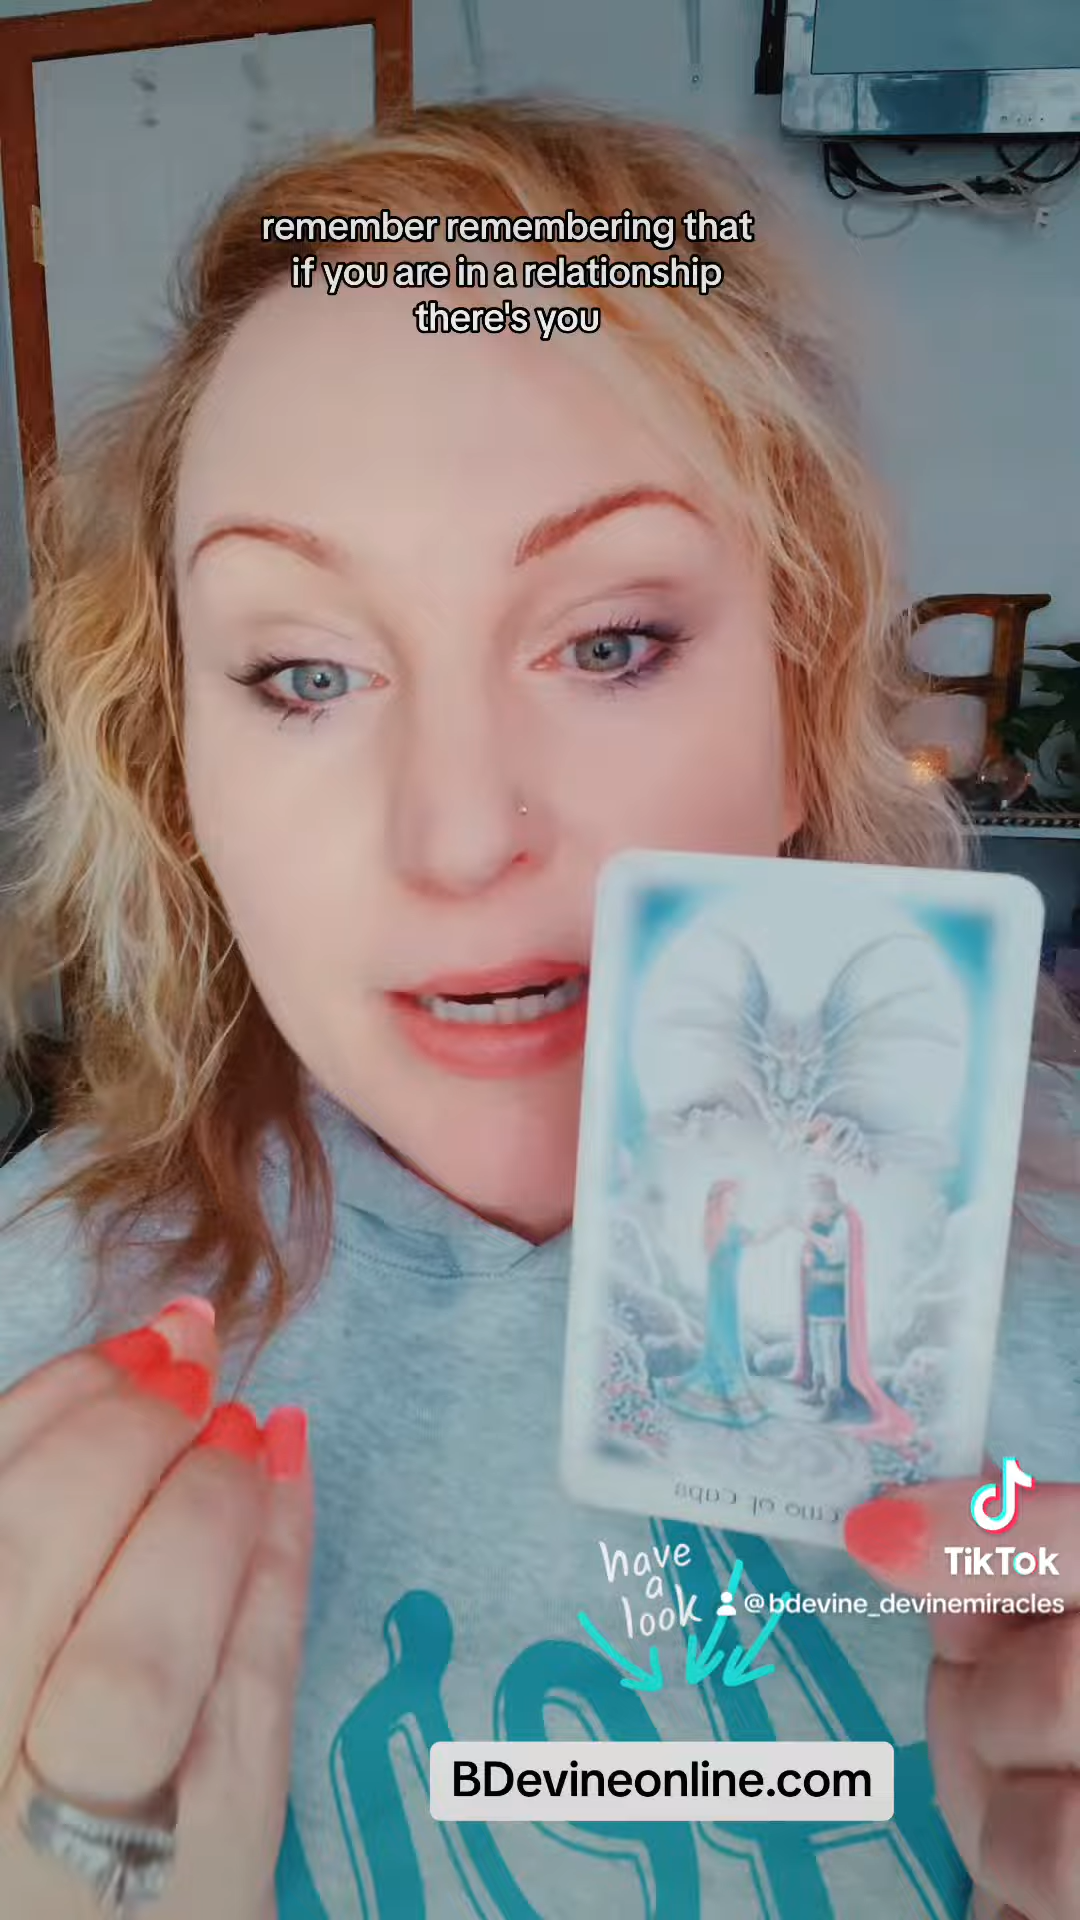 remember remembering that
if you are in a relationship
there's you
have
a
look
TikTok
@bdevine_devinemiracles
BDevineonline.com